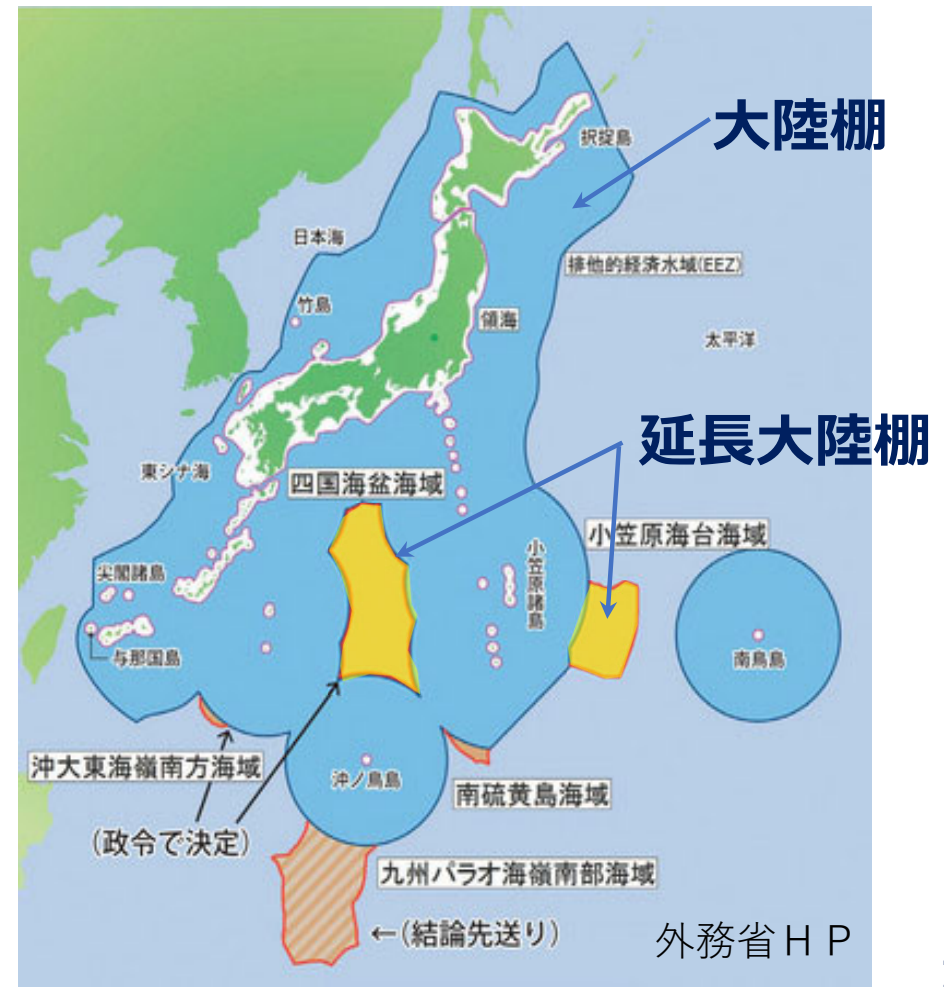 大陸棚
択捉島
日本海
排他的経済水域(EEZ)
竹島
領海
太平洋
延長大陸棚
東シナ海
四国海盆海域
小笠原海台海域
小笠原諸島
尖閣諸島
与那国島
南鳥島
沖大東海嶺南方海域
沖ノ鳥島
南硫黄島海域
(政令で決定)
九州パラオ海嶺南部海域
←(結論先送り)
外務省ＨＰ